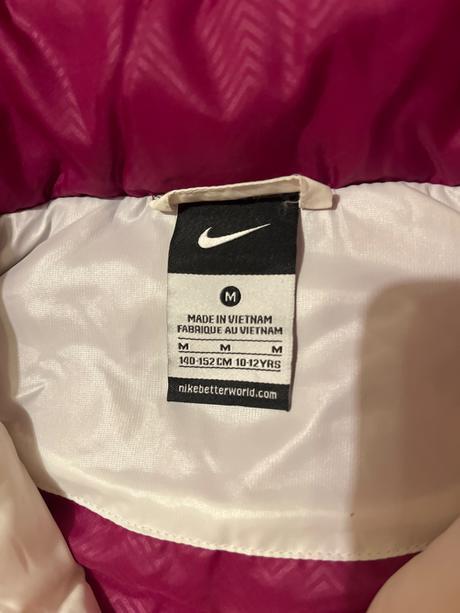 M
MADE IN VIETNAM
FABRIQUE AU VIETNAM
M M M
140-152 CM 10-12YRS
nikebetterworld.com